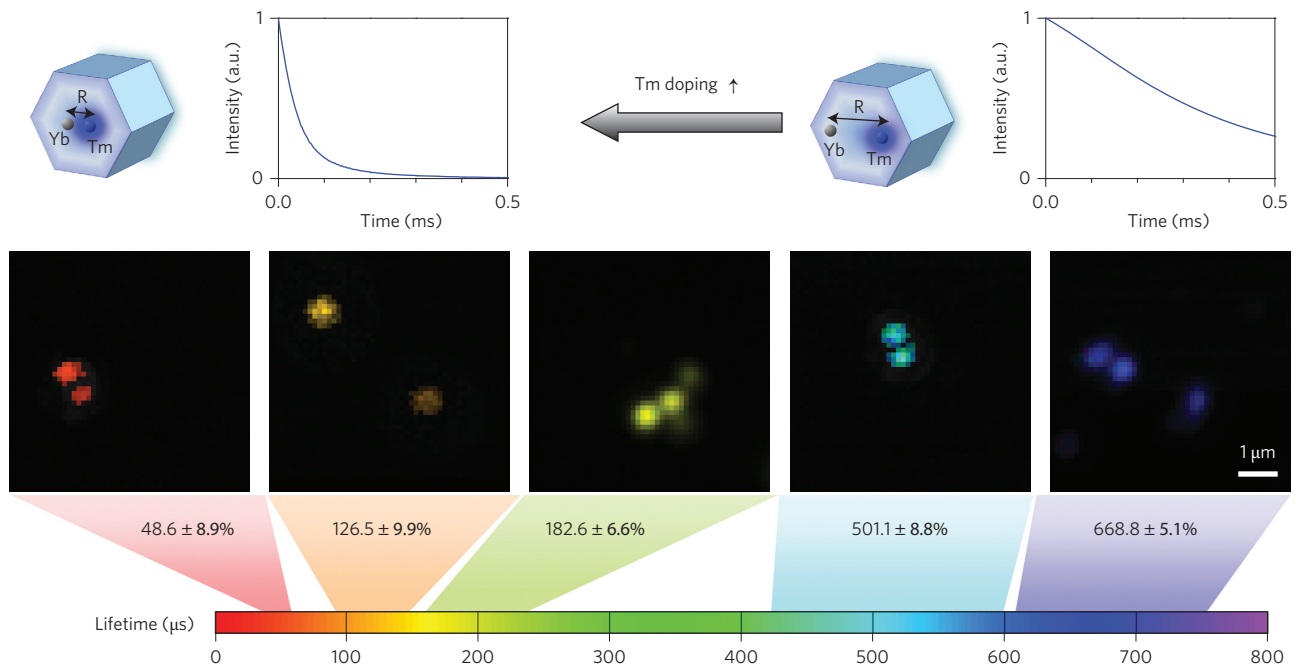 1
Intensity (a.u.)
0
0.0
0.5
Time (ms)
R
Yb
Tm
Tm doping ↑
R
Yb
Tm
1
Intensity (a.u.)
0
0.0
0.5
Time (ms)
1 μm
48.6 ± 8.9%
126.5 ± 9.9%
182.6 ± 6.6%
501.1 ± 8.8%
668.8 ± 5.1%
Lifetime (μs)
0 100 200 300 400 500 600 700 800